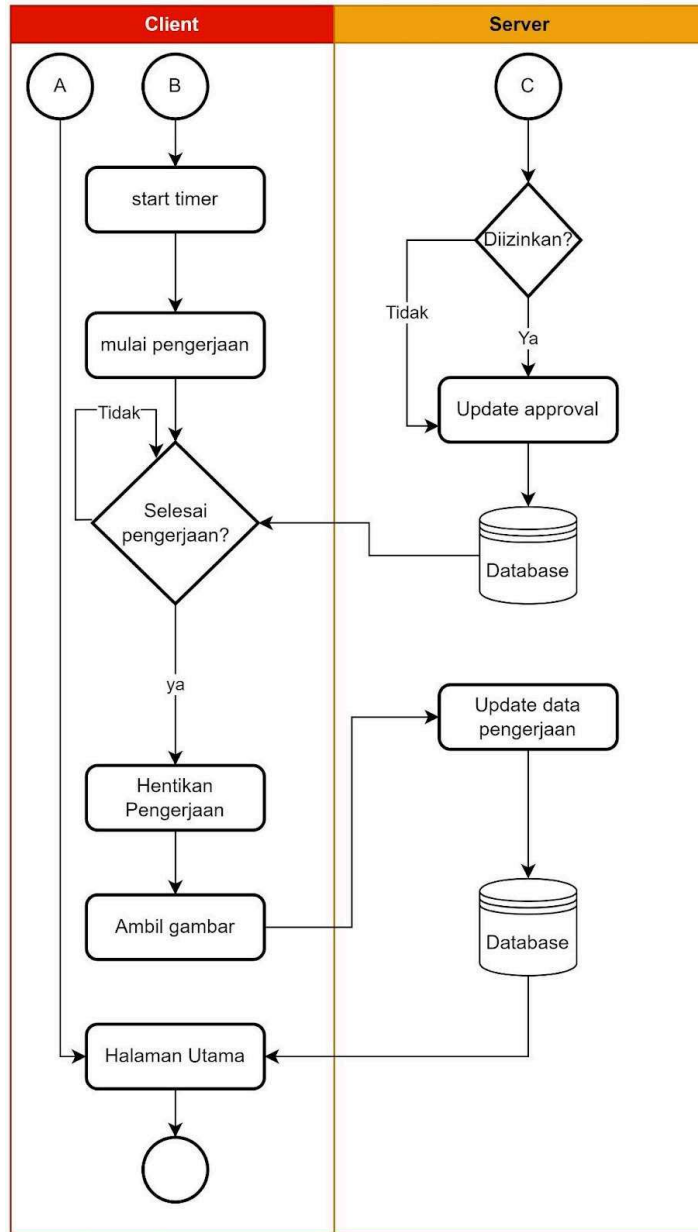 Client
Server
A
B
C
start timer
Diizinkan?
Tidak
Ya
mulai pengerjaan
Update approval
Tidak
Selesai
pengerjaan?
Database
ya
Update data
pengerjaan
Hentikan
Pengerjaan
Ambil gambar
Database
Halaman Utama